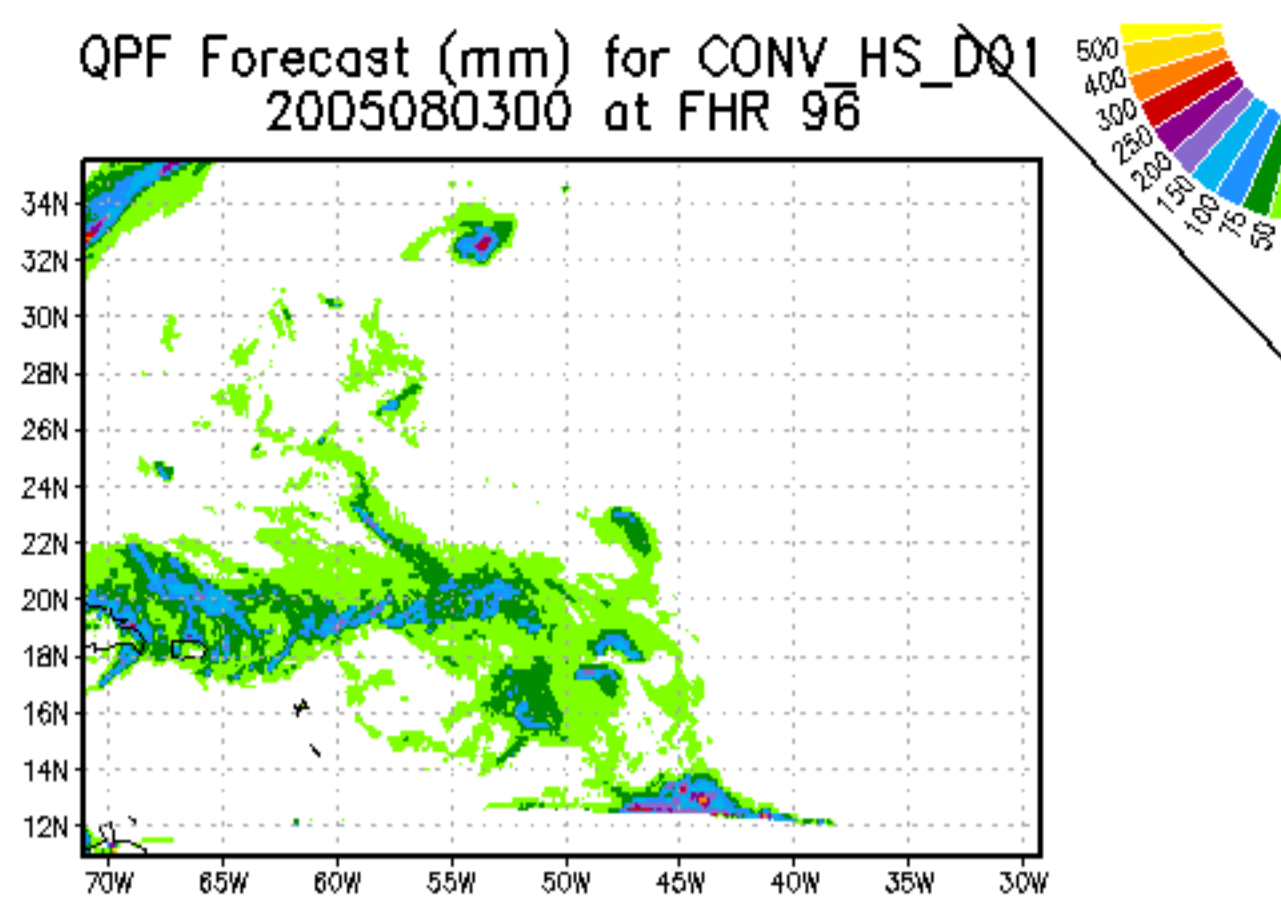 QPF Forecast (mm) for CONV_HS_D01
2005080300 at FHR 96
500
400
300
250
200
150
100
75
50
34N
32N
30N
28N
26N
24N
22N
20N
18N
16N
14N
12N
70W 65W 60W 55W 50W 45W 40W 35W 30W